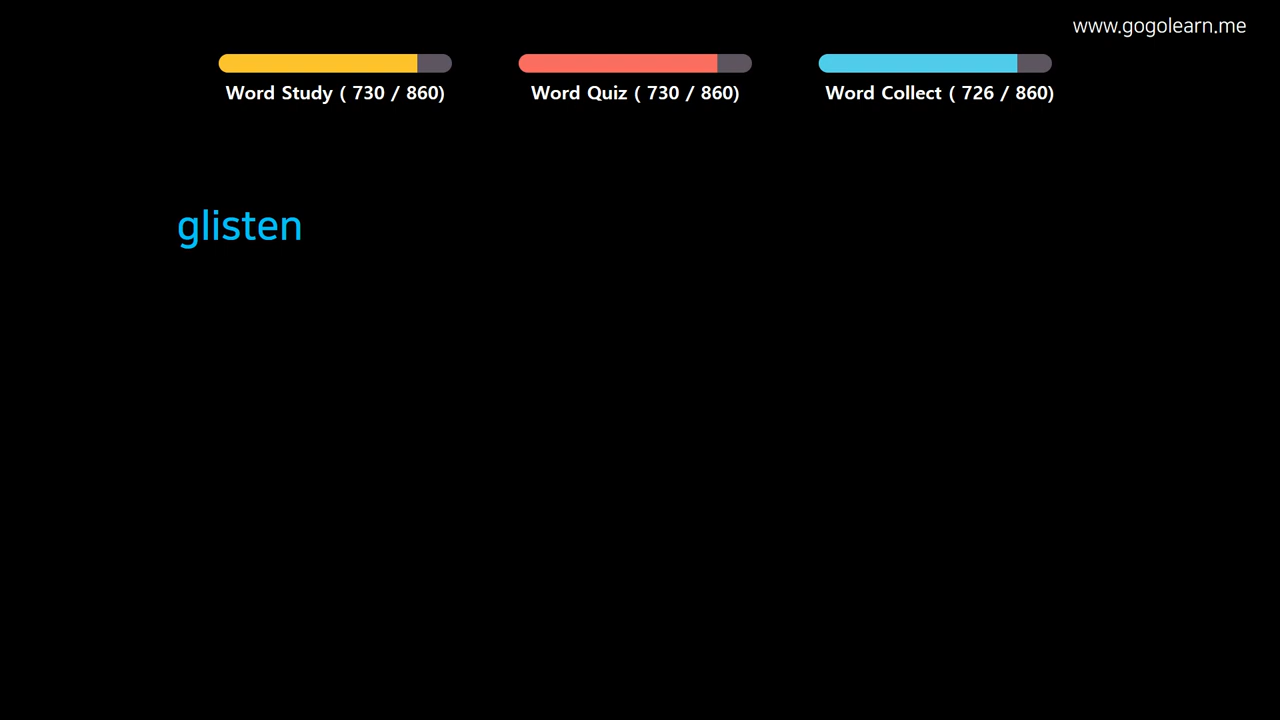 www.gogolearn.me
Word Study ( 730 / 860)
Word Quiz ( 730 / 860)
Word Collect ( 726 / 860)
glisten